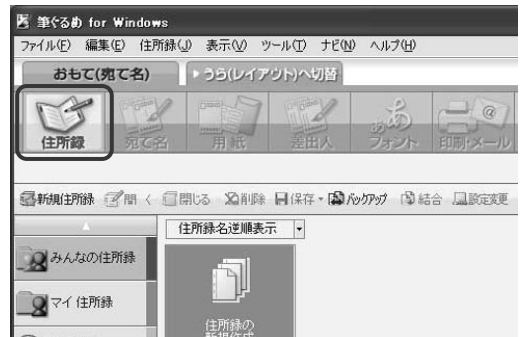 筆ぐるめ for Windows
ファイル(F) 編集(E) 住所録(J) 表示(V) ツール(T) ナビ(N) ヘルプ(H)
おもて(宛て名) うら(レイアウト)へ切替
住所録 宛て名 用紙 差出人 フォント 印刷・メール
新規住所録 開く 閉じる 削除 保存 バックアップ 結合 設定変更
住所録名逆順表示
みんなの住所録
マイ住所録
住所録の
新規作成